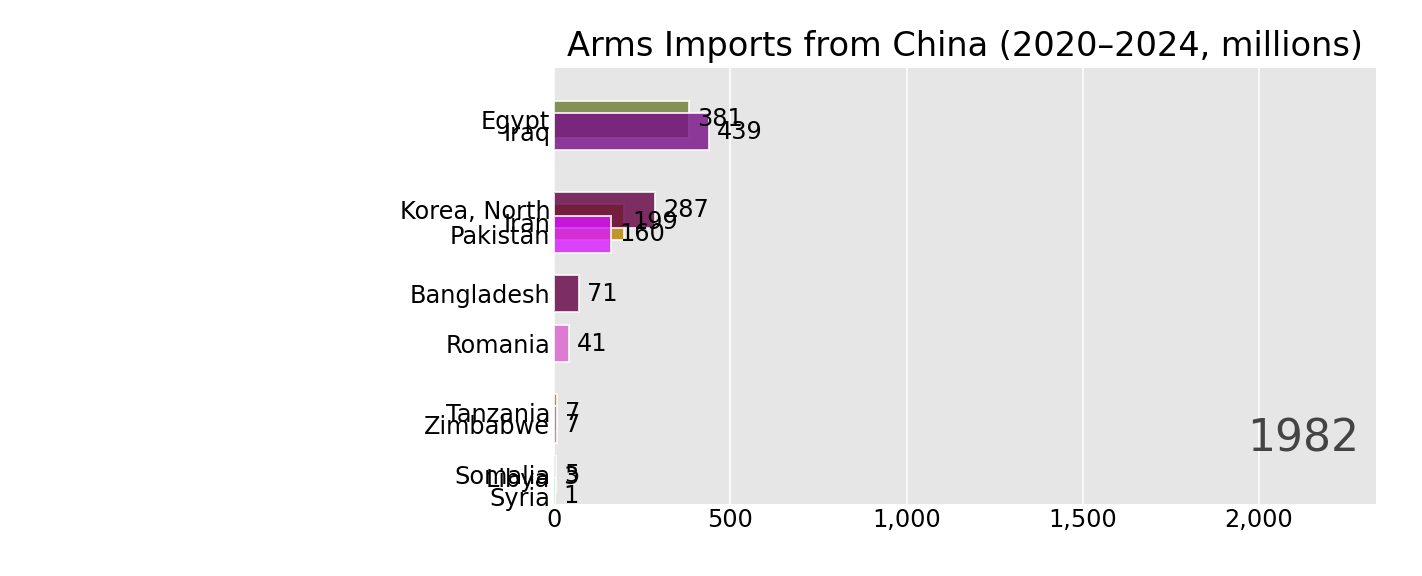 Arms Imports from China (2020–2024, millions)
Egypt 381
Iraq 439
Korea, North 287
Iran 199
Pakistan 160
Bangladesh 71
Romania 41
Tanzania 7
Zimbabwe 7
1982
Somalia 5
Libya 3
Syria 1
0 500 1,000 1,500 2,000